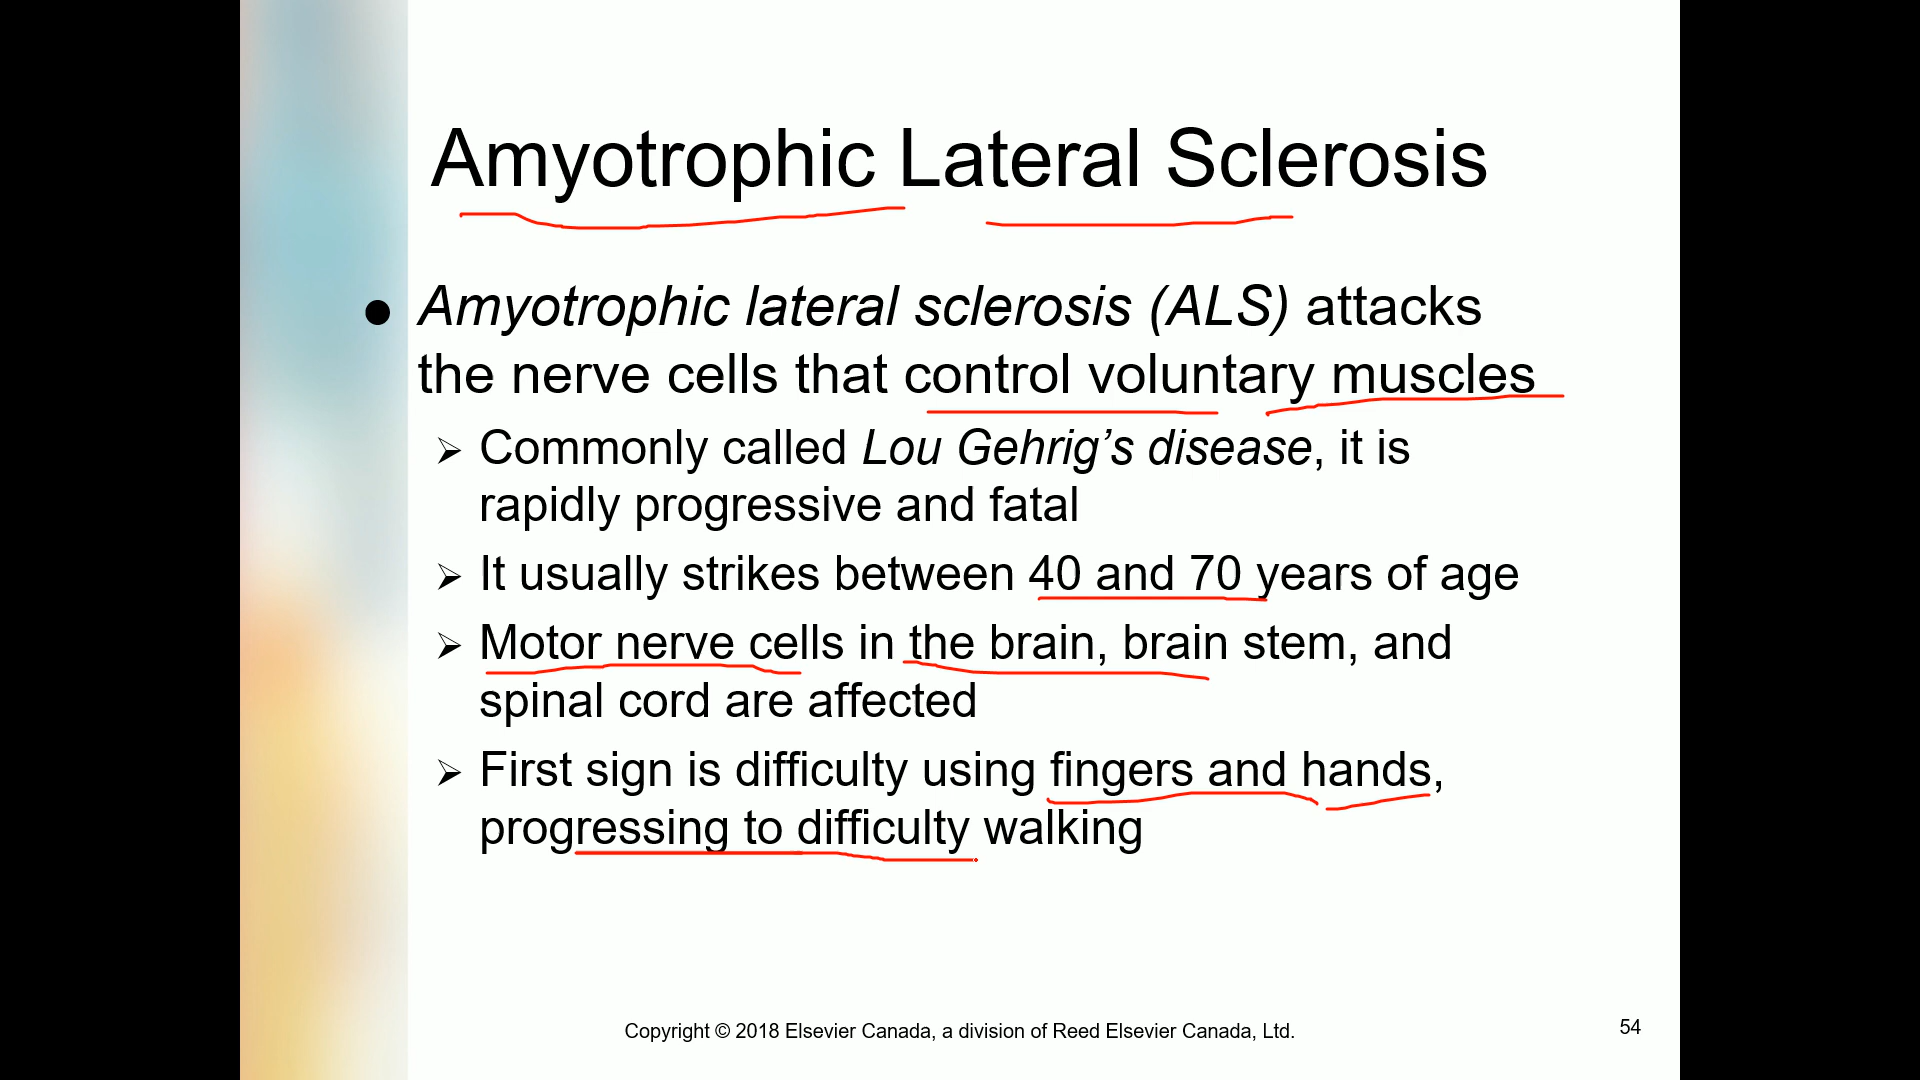 Amyotrophic Lateral Sclerosis
● Amyotrophic lateral sclerosis (ALS) attacks
the nerve cells that control voluntary muscles
➢ Commonly called Lou Gehrig’s disease, it is
rapidly progressive and fatal
➢ It usually strikes between 40 and 70 years of age
➢ Motor nerve cells in the brain, brain stem, and
spinal cord are affected
➢ First sign is difficulty using fingers and hands,
progressing to difficulty walking
Copyright © 2018 Elsevier Canada, a division of Reed Elsevier Canada, Ltd.
54